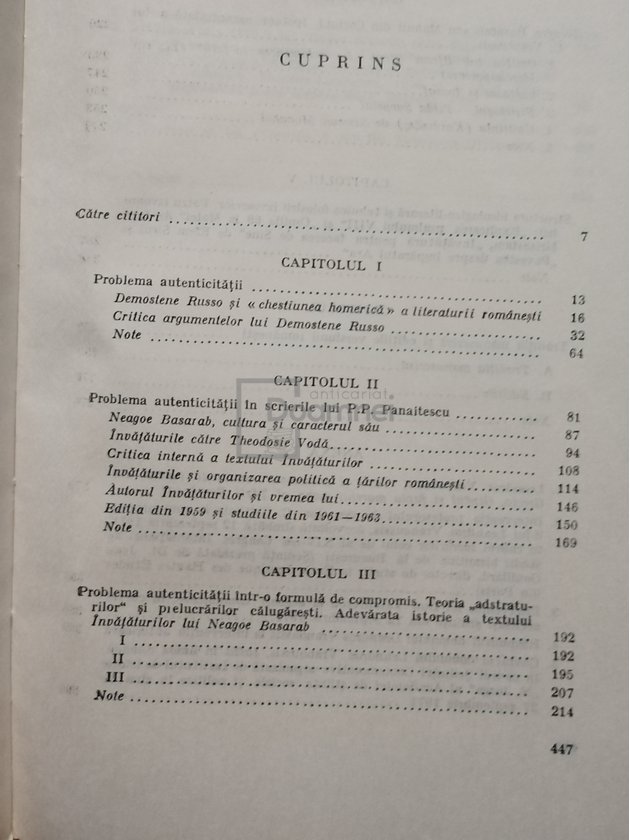 CUPRINS
Către cititori ........ 7
CAPITOLUL I
Problema autenticității ........ 13
Demostene Russo și «chestiunea homerică» a literaturii românești 16
Critica argumentelor lui Demostene Russo ........ 32
Note ........ 64
CAPITOLUL II
Problema autenticității în scrierile lui P.P. Panaitescu ........ 81
Neagoe Basarab, cultura și caracterul său ........ 87
Învățăturile către Theodosie Vodă ........ 94
Critica internă a textului Învățăturilor ........ 108
Învățăturile și organizarea politică a țărilor românești ........ 114
Autorul Învățăturilor și vremea lui ........ 146
Ediția din 1959 și studiile din 1961—1963 ........ 150
Note ........ 169
anticariat
Doamnei
CAPITOLUL III
Problema autenticității într-o formulă de compromis. Teoria „adstratu-
rilor“ și prelucrărilor călugărești. Adevărata istorie a textului
Învățăturilor lui Neagoe Basarab ........ 192
I ........ 192
II ........ 195
III ........ 207
Note ........ 214
447